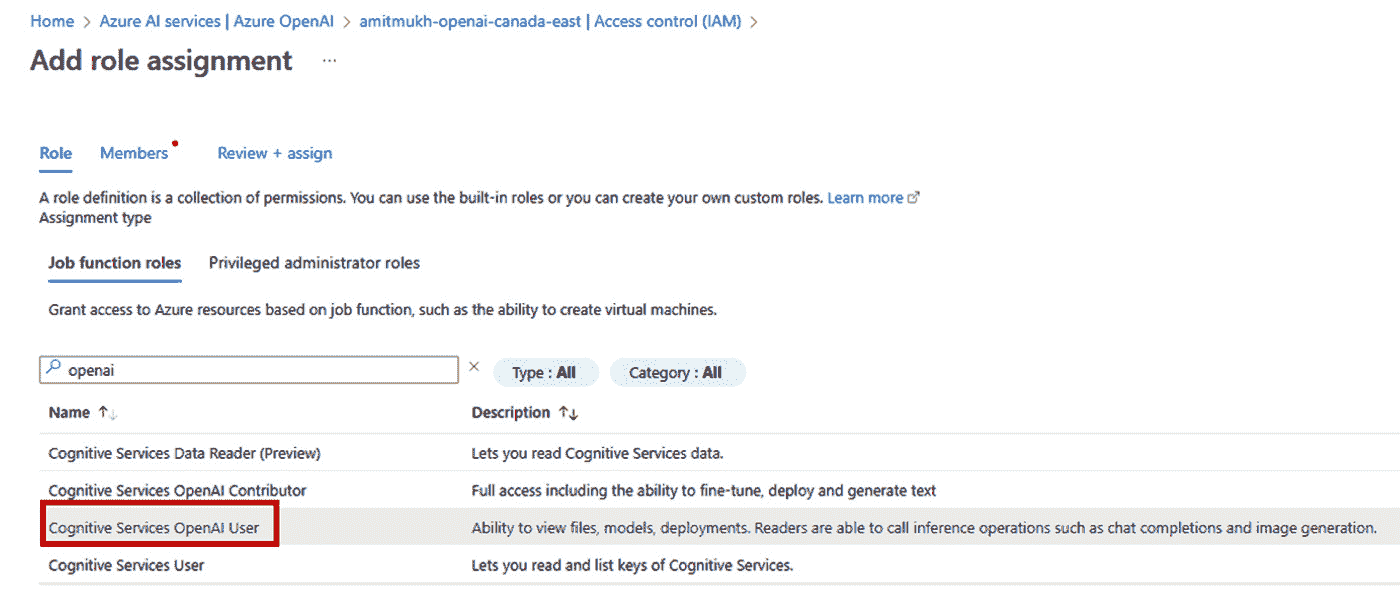 Home > Azure AI services | Azure OpenAI > amitmukh-openai-canada-east | Access control (IAM) >
Add role assignment ...
Role Members Review + assign
A role definition is a collection of permissions. You can use the built-in roles or you can create your own custom roles. Learn more
Assignment type
Job function roles Privileged administrator roles
Grant access to Azure resources based on job function, such as the ability to create virtual machines.
openai × Type : All Category : All
Name ↑↓ Description ↑↓
Cognitive Services Data Reader (Preview) Lets you read Cognitive Services data.
Cognitive Services OpenAI Contributor Full access including the ability to fine-tune, deploy and generate text
Cognitive Services OpenAI User Ability to view files, models, deployments. Readers are able to call inference operations such as chat completions and image generation.
Cognitive Services User Lets you read and list keys of Cognitive Services.